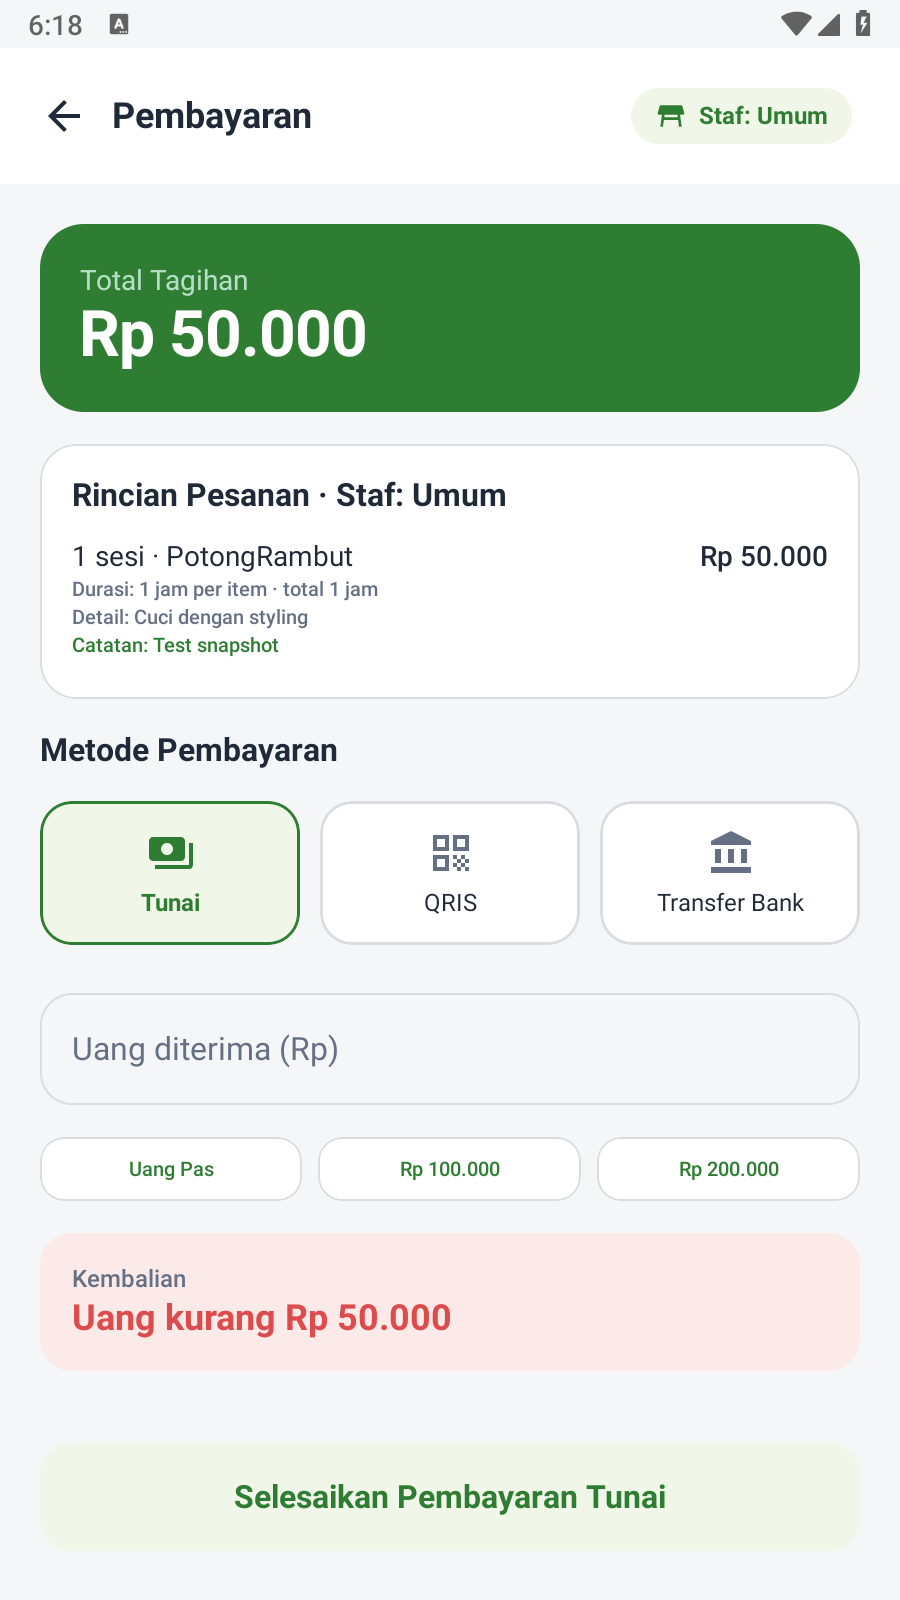 6:18
Pembayaran
Staf: Umum
Total Tagihan
Rp 50.000
Rincian Pesanan · Staf: Umum
1 sesi · PotongRambut Rp 50.000
Durasi: 1 jam per item · total 1 jam
Detail: Cuci dengan styling
Catatan: Test snapshot
Metode Pembayaran
Tunai QRIS Transfer Bank
Uang diterima (Rp)
Uang Pas Rp 100.000 Rp 200.000
Kembalian
Uang kurang Rp 50.000
Selesaikan Pembayaran Tunai